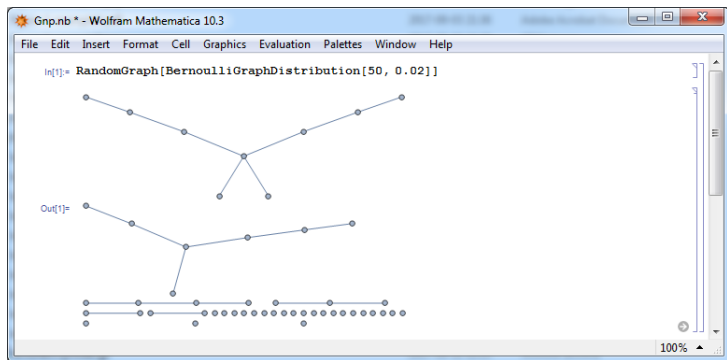 Gnp.nb * - Wolfram Mathematica 10.3
File Edit Insert Format Cell Graphics Evaluation Palettes Window Help
In[1]:= RandomGraph[BernoulliGraphDistribution[50, 0.02]]
Out[1]=
100%